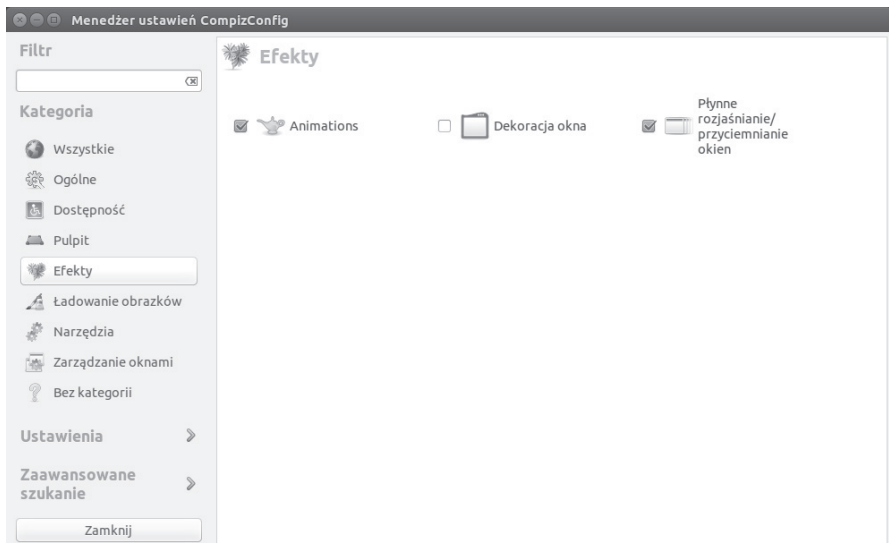 Menedżer ustawień CompizConfig
Filtr
Kategoria
Wszystkie
Ogólne
Dostępność
Pulpit
Efekty
Ładowanie obrazków
Narzędzia
Zarządzanie oknami
Bez kategorii
Ustawienia
Zaawansowane
szukanie
Zamknij
Efekty
Animations
Dekoracja okna
Płynne
rozjaśnianie/
przyciemnianie
okien